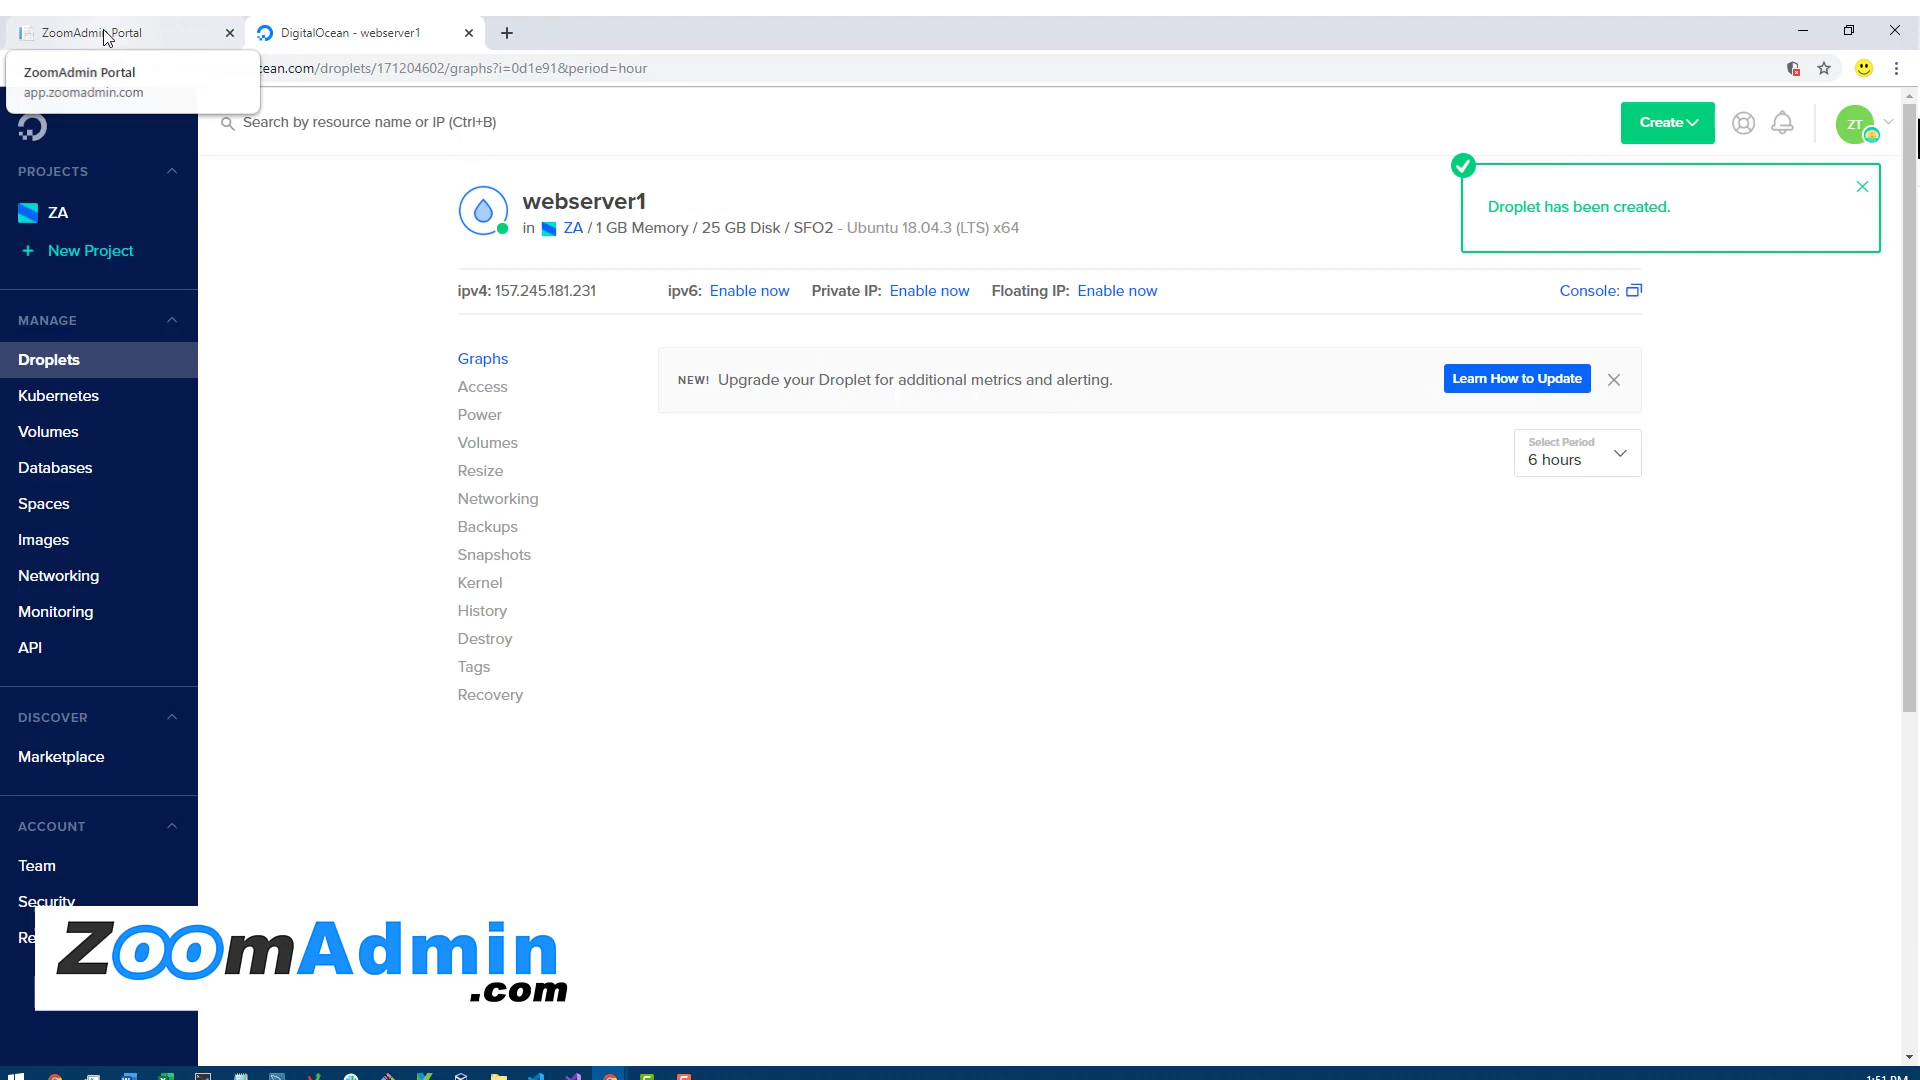 ZoomAdmin Portal
DigitalOcean - webserver1
ZoomAdmin Portal
app.zoomadmin.com
cean.com/droplets/171204602/graphs?i=0d1e91&period=hour
Search by resource name or IP (Ctrl+B)
Create
ZT
PROJECTS
ZA
+ New Project
MANAGE
Droplets
Kubernetes
Volumes
Databases
Spaces
Images
Networking
Monitoring
API
DISCOVER
Marketplace
ACCOUNT
Team
Security
Re
webserver1
in ZA / 1 GB Memory / 25 GB Disk / SFO2 - Ubuntu 18.04.3 (LTS) x64
Droplet has been created.
ipv4: 157.245.181.231 ipv6: Enable now Private IP: Enable now Floating IP: Enable now Console:
Graphs
Access
Power
Volumes
Resize
Networking
Backups
Snapshots
Kernel
History
Destroy
Tags
Recovery
NEW! Upgrade your Droplet for additional metrics and alerting.
Learn How to Update
Select Period
6 hours
ZoomAdmin
.com
1:51 PM